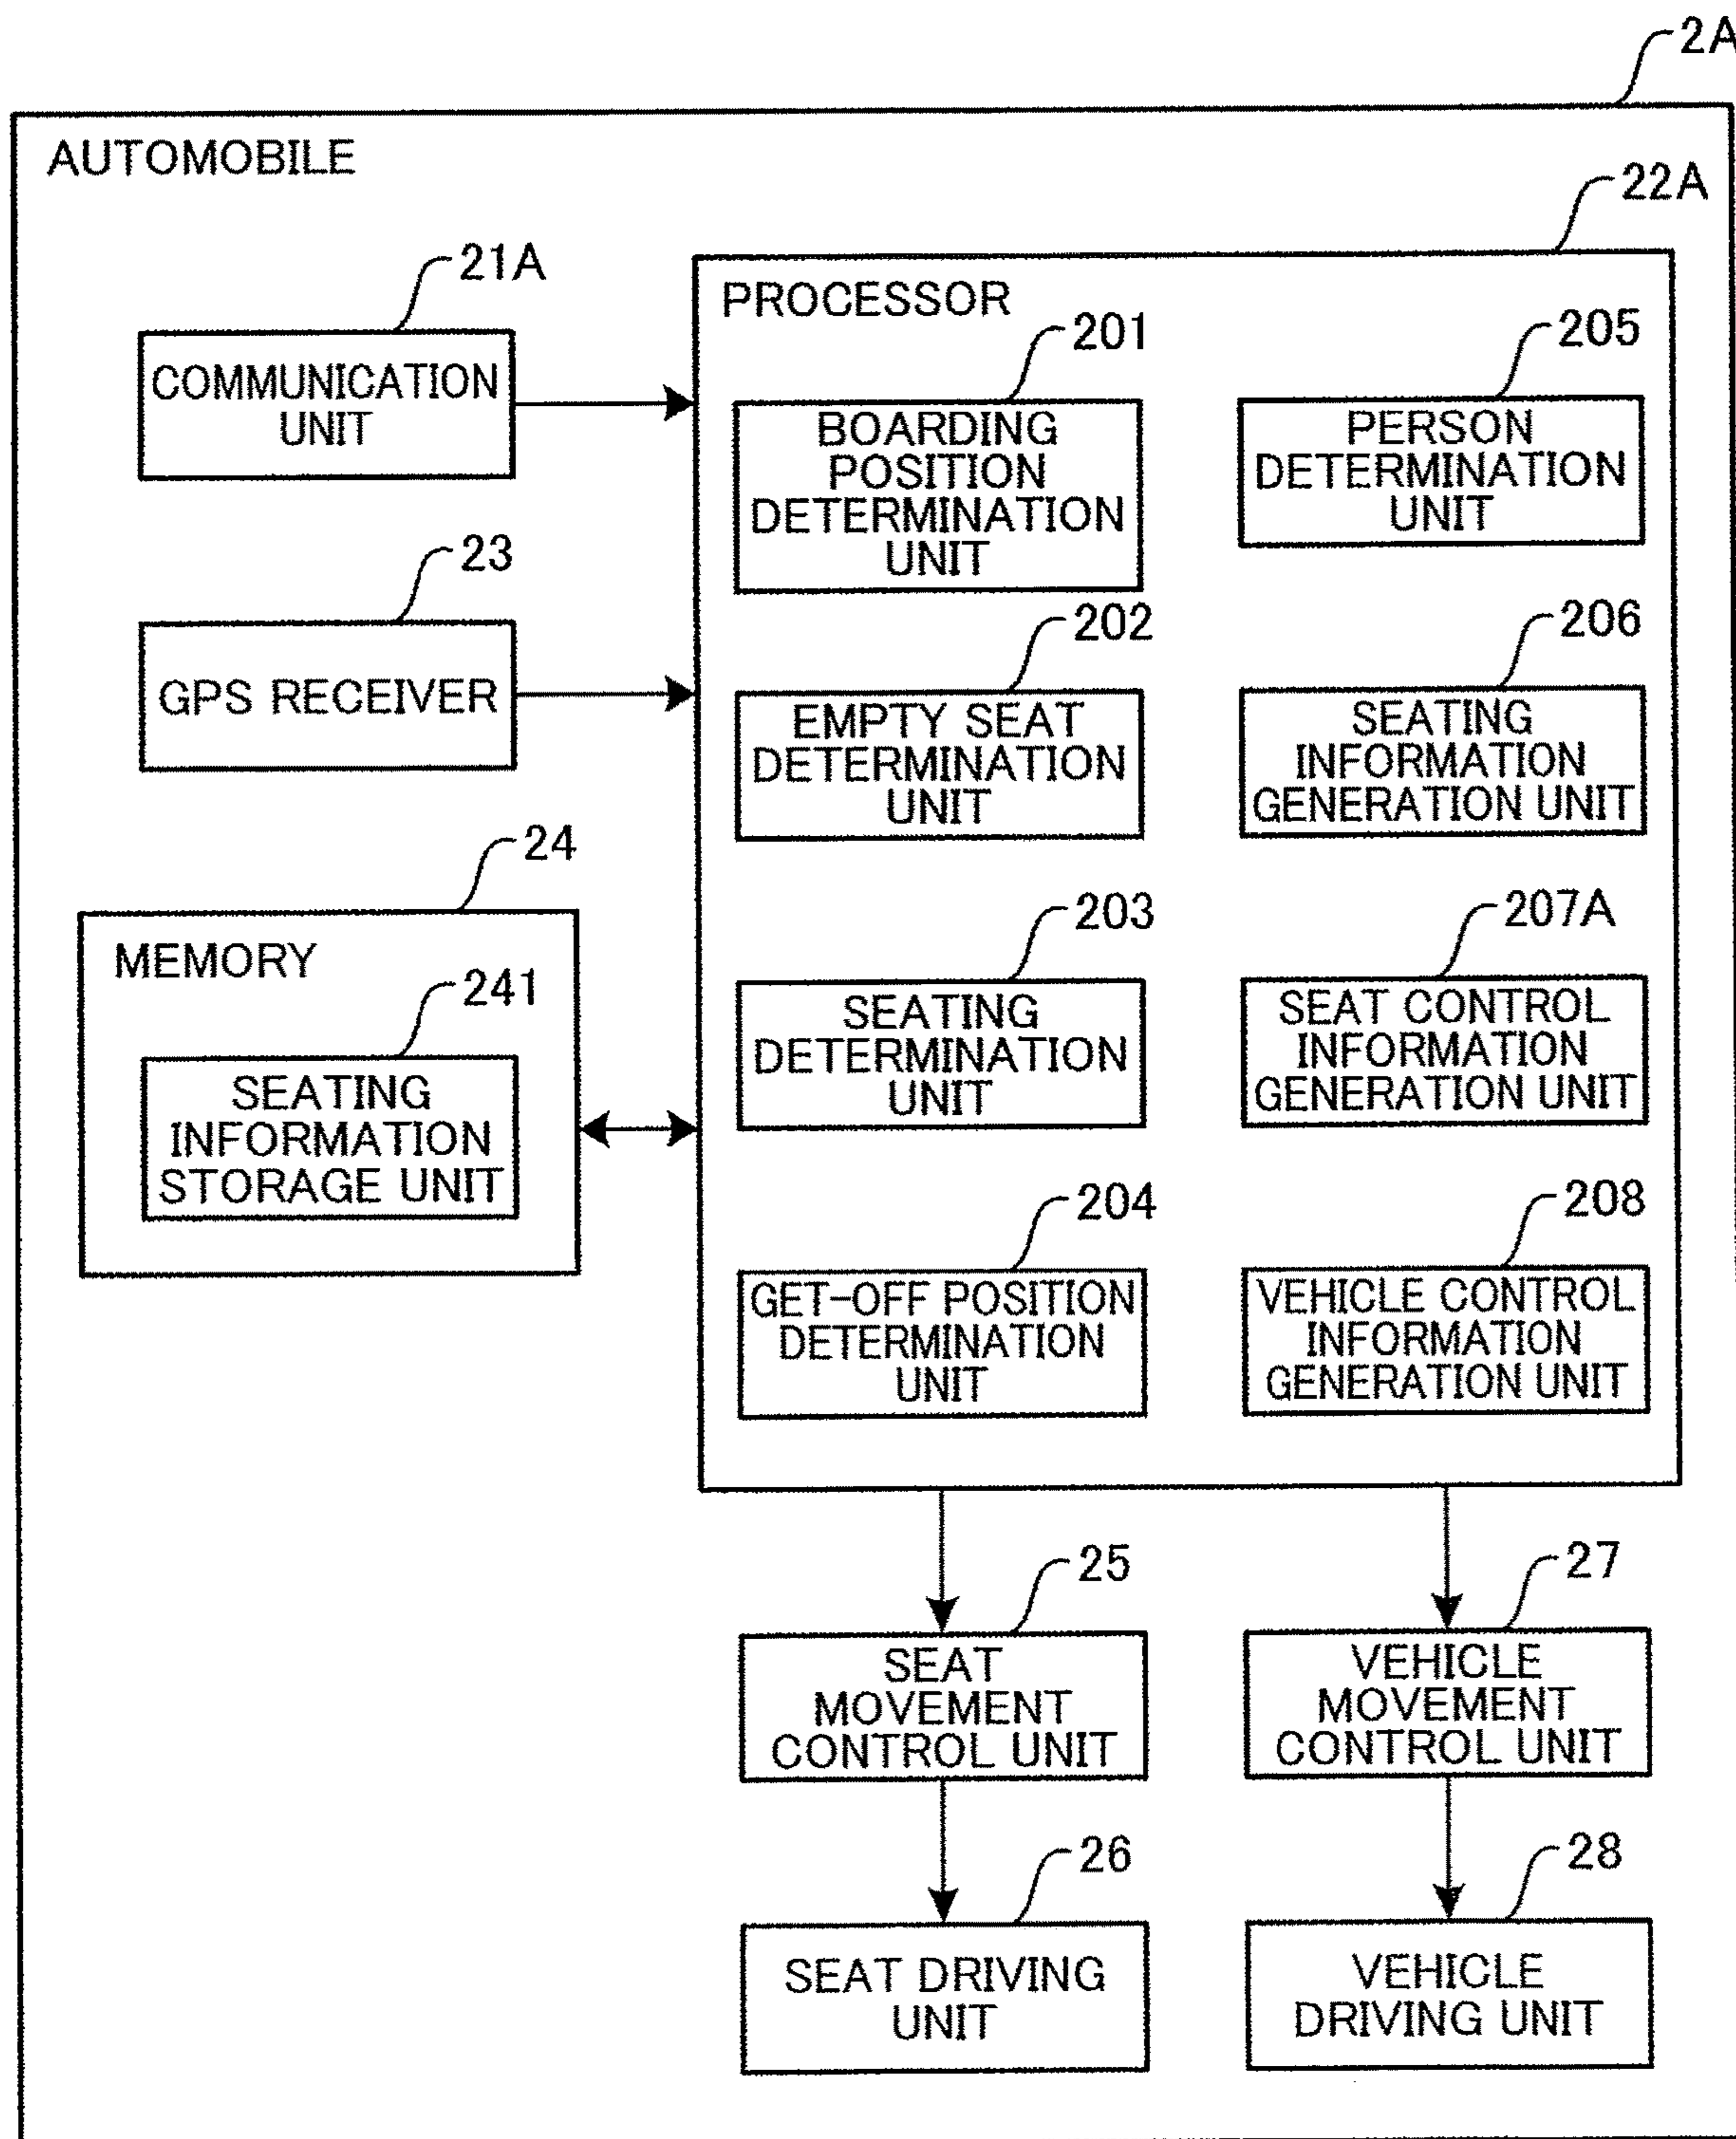 2A
AUTOMOBILE
22A
21A
PROCESSOR
COMMUNICATION
UNIT
201
BOARDING
POSITION
DETERMINATION
UNIT
205
PERSON
DETERMINATION
UNIT
23
GPS RECEIVER
202
EMPTY SEAT
DETERMINATION
UNIT
206
SEATING
INFORMATION
GENERATION UNIT
24
MEMORY
241
SEATING
INFORMATION
STORAGE UNIT
203
SEATING
DETERMINATION
UNIT
207A
SEAT CONTROL
INFORMATION
GENERATION UNIT
204
GET-OFF POSITION
DETERMINATION
UNIT
208
VEHICLE CONTROL
INFORMATION
GENERATION UNIT
25
SEAT
MOVEMENT
CONTROL UNIT
27
VEHICLE
MOVEMENT
CONTROL UNIT
26
SEAT DRIVING
UNIT
28
VEHICLE
DRIVING UNIT